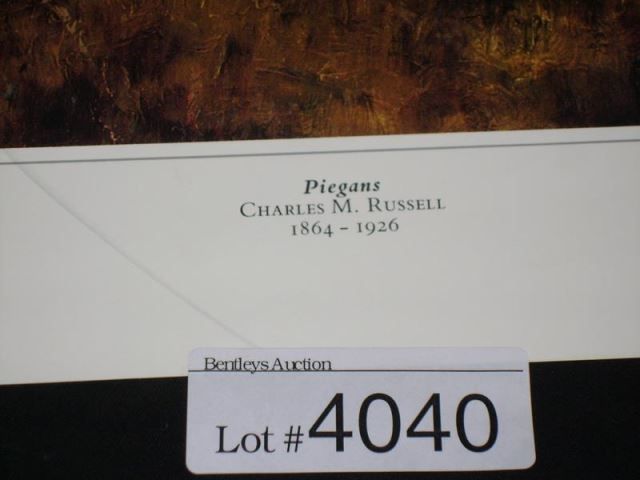 Piegans
CHARLES M. RUSSELL
1864 - 1926
Bentleys Auction
Lot # 4040